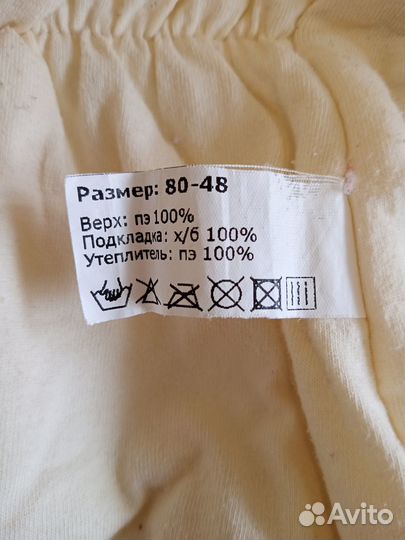 Размер: 80-48
Верх: пэ 100%
Подкладка: х/б 100%
Утеплитель: пэ 100%
Avito